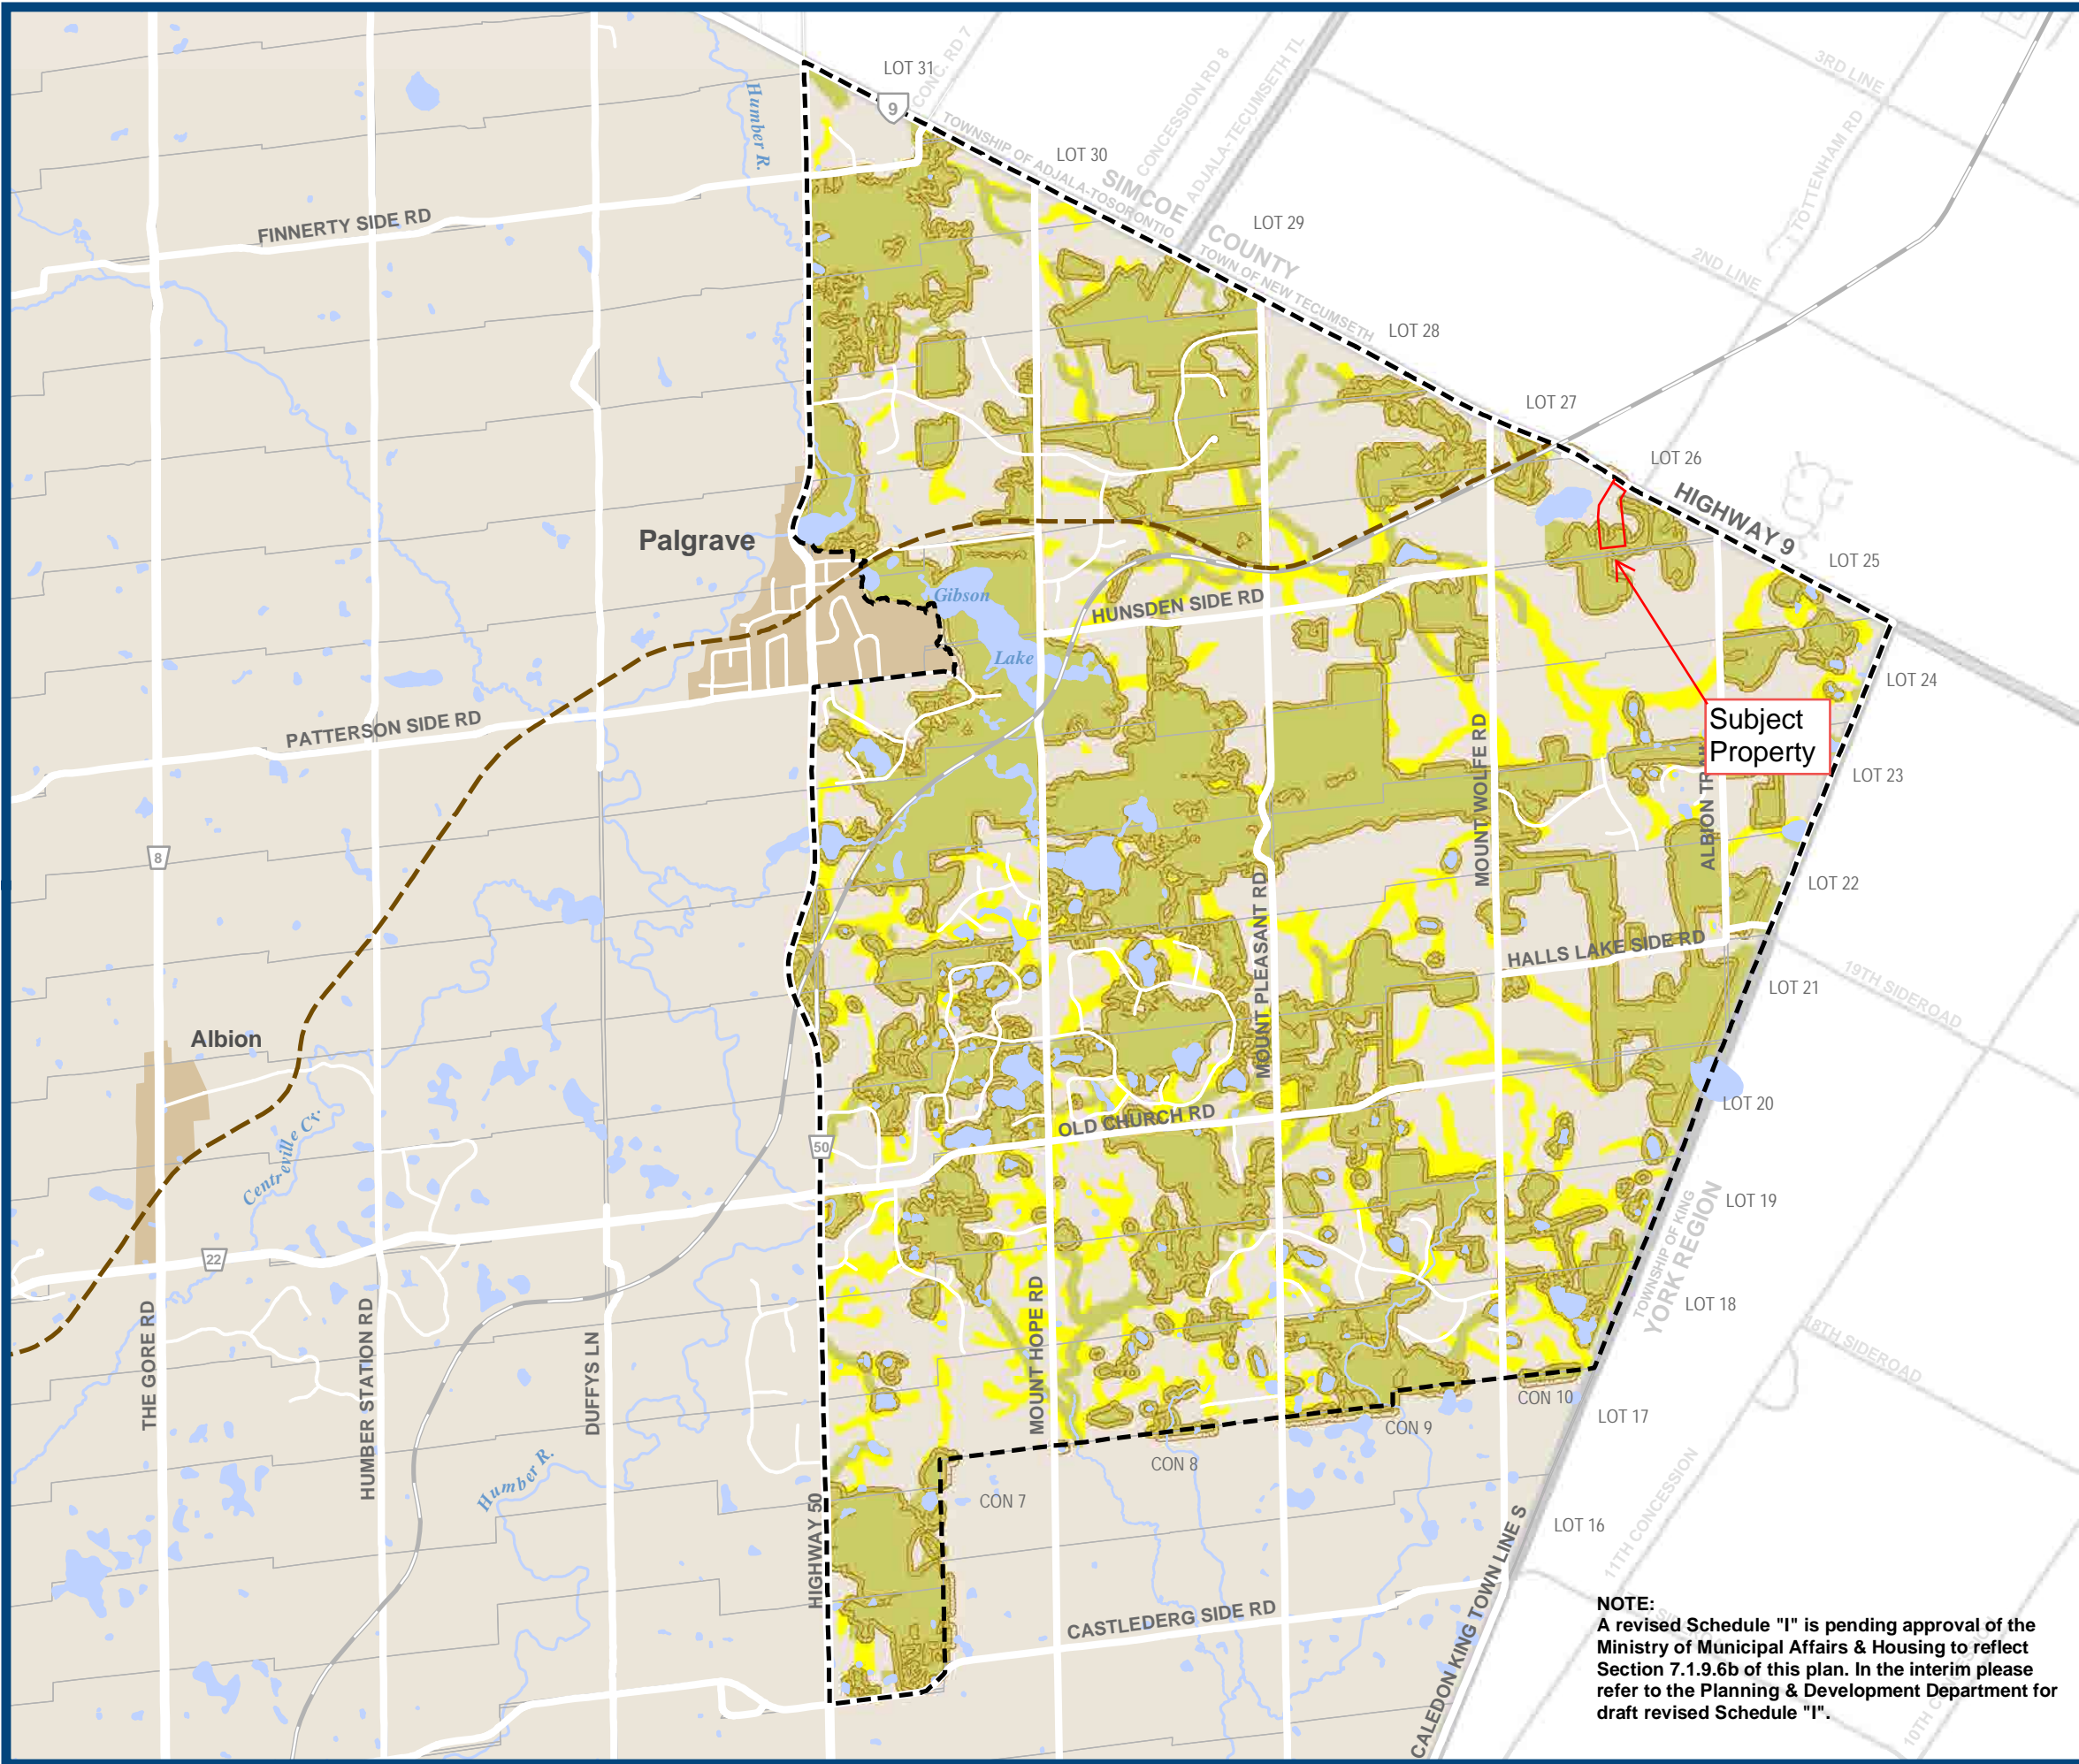 LOT 31
CONC. RD 7
9
CONCESSION RD 8
ADJALA-TECUMSETH TL
3RD LINE
TOTTENHAM RD
Humber R.
TOWNSHIP OF ADJALA-TOSORONTIO
LOT 30
SIMCOE
COUNTY
LOT 29
TOWN OF NEW TECUMSETH
2ND LINE
FINNERTY SIDE RD
LOT 28
LOT 27
LOT 26
HIGHWAY 9
LOT 25
Palgrave
Gibson
Lake
HUNSDEN SIDE RD
LOT 24
Subject
Property
PATTERSON SIDE RD
LOT 23
8
MOUNT WOLFE RD
ALBION
LOT 22
MOUNT PLEASANT RD
HALLS LAKE SIDE RD
19TH SIDEROAD
LOT 21
Albion
LOT 20
Centreville Cr.
50
OLD CHURCH RD
LOT 19
TOWNSHIP OF KING
YORK REGION
22
LOT 18
18TH SIDEROAD
THE GORE RD
HUMBER STATION RD
DUFFYS LN
MOUNT HOPE RD
CON 10
LOT 17
CON 9
CON 8
CON 7
Humber R.
HIGHWAY 50
LOT 16
11TH CONCESSION
CASTLEDERG SIDE RD
CALEDON KING TOWN LINE S
NOTE:
A revised Schedule "I" is pending approval of the
Ministry of Municipal Affairs & Housing to reflect
Section 7.1.9.6b of this plan. In the interim please
refer to the Planning & Development Department for
draft revised Schedule "I".
10TH